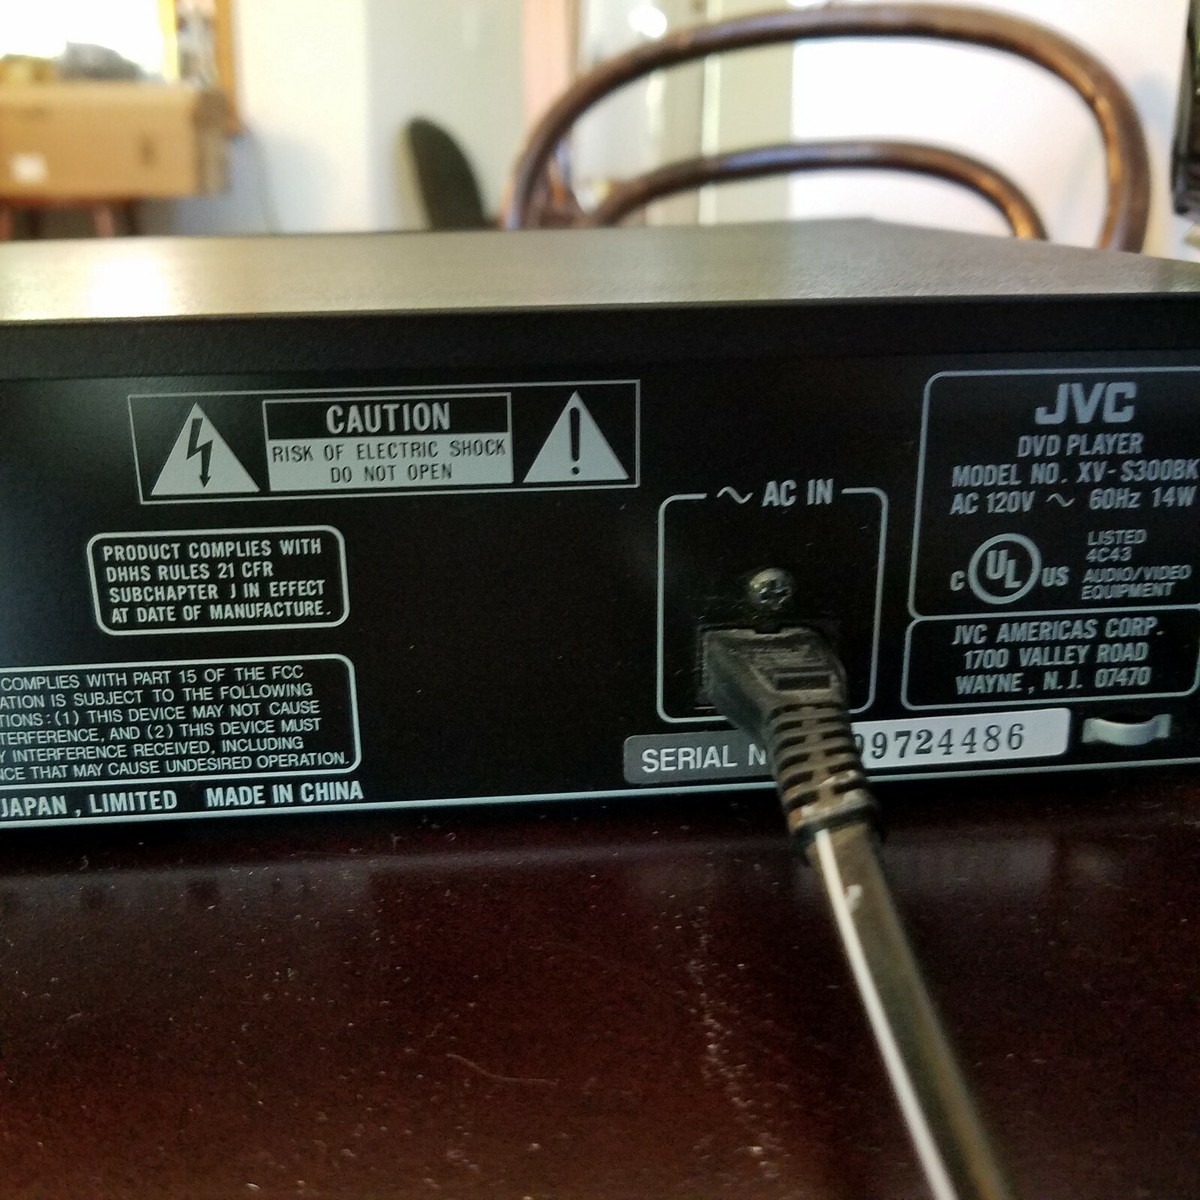 CAUTION
RISK OF ELECTRIC SHOCK
DO NOT OPEN
PRODUCT COMPLIES WITH
DHHS RULES 21 CFR
SUBCHAPTER J IN EFFECT
AT DATE OF MANUFACTURE.
COMPLIES WITH PART 15 OF THE FCC
ATION IS SUBJECT TO THE FOLLOWING
TIONS: (1) THIS DEVICE MAY NOT CAUSE
TERFERENCE, AND (2) THIS DEVICE MUST
Y INTERFERENCE RECEIVED, INCLUDING
NCE THAT MAY CAUSE UNDESIRED OPERATION.
JAPAN, LIMITED MADE IN CHINA
~ AC IN
JVC
DVD PLAYER
MODEL NO. XV-S300BK
AC 120V ~ 60Hz 14W
C UL US
LISTED
4C43
AUDIO/VIDEO
EQUIPMENT
JVC AMERICAS CORP.
1700 VALLEY ROAD
WAYNE, N.J. 07470
SERIAL N 09724486